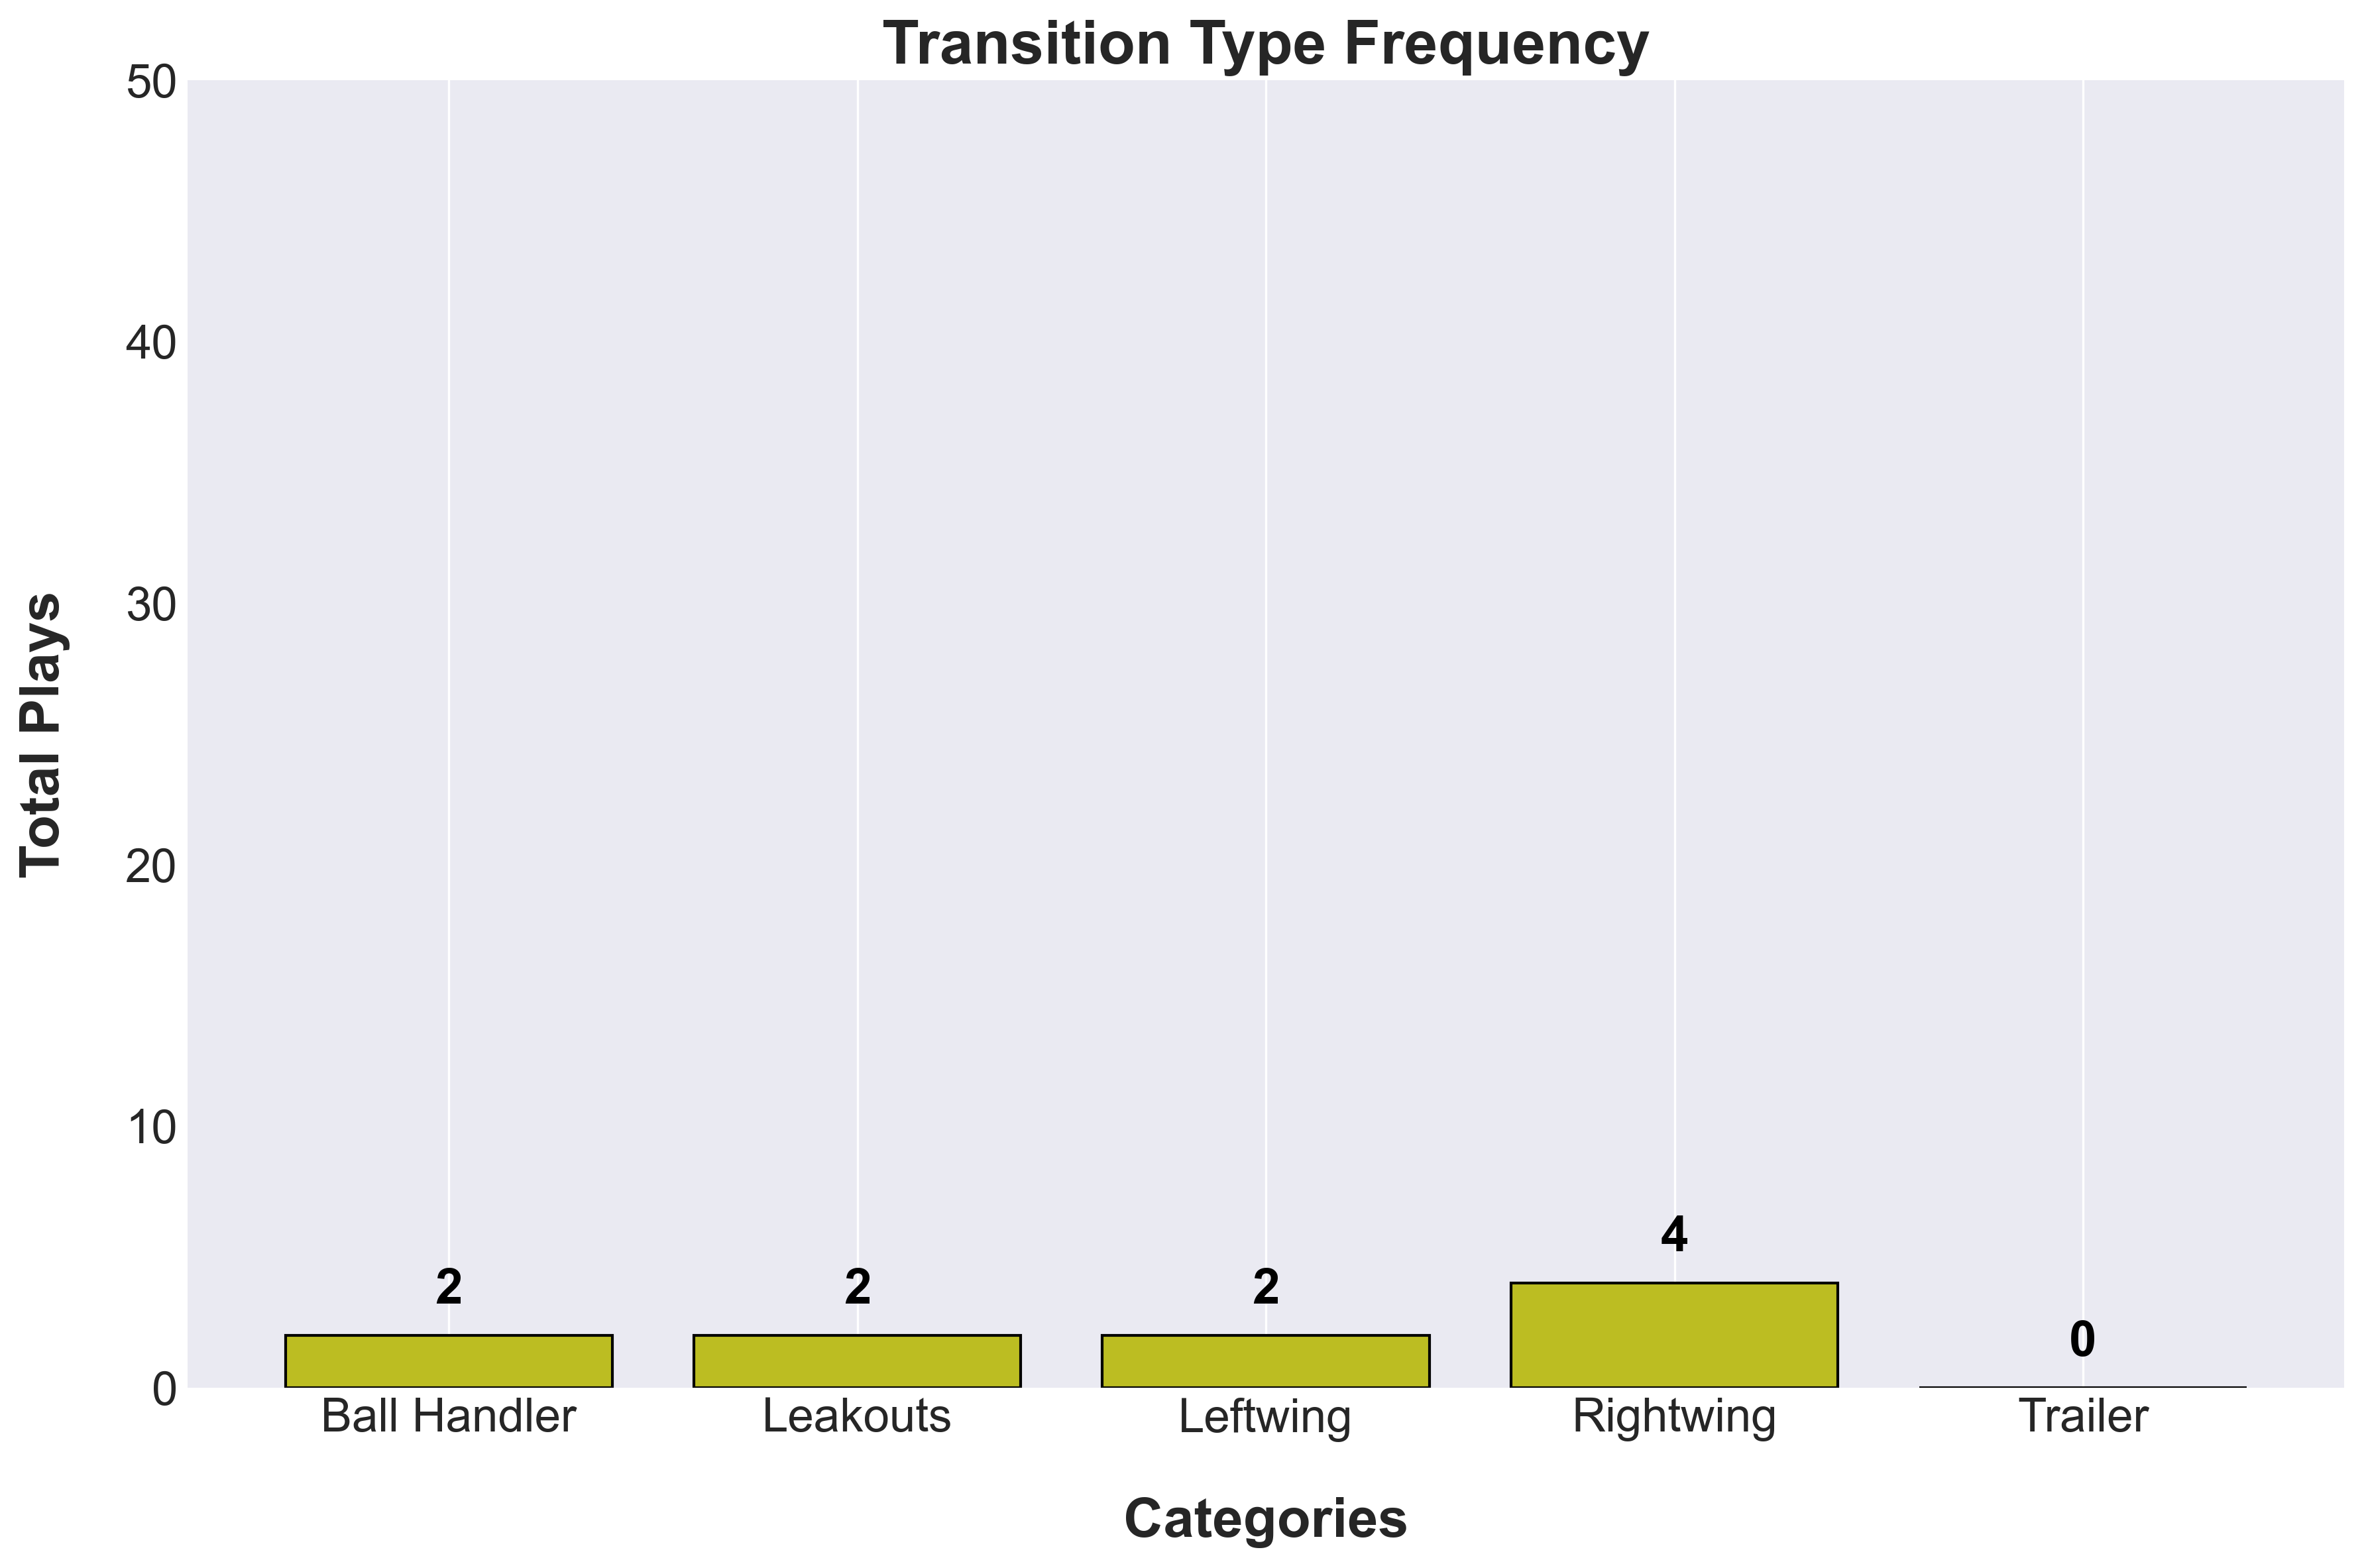 Transition Type Frequency
50
40
30
20
10
0
Total Plays
2
2
2
4
0
Ball Handler
Leakouts
Leftwing
Rightwing
Trailer
Categories